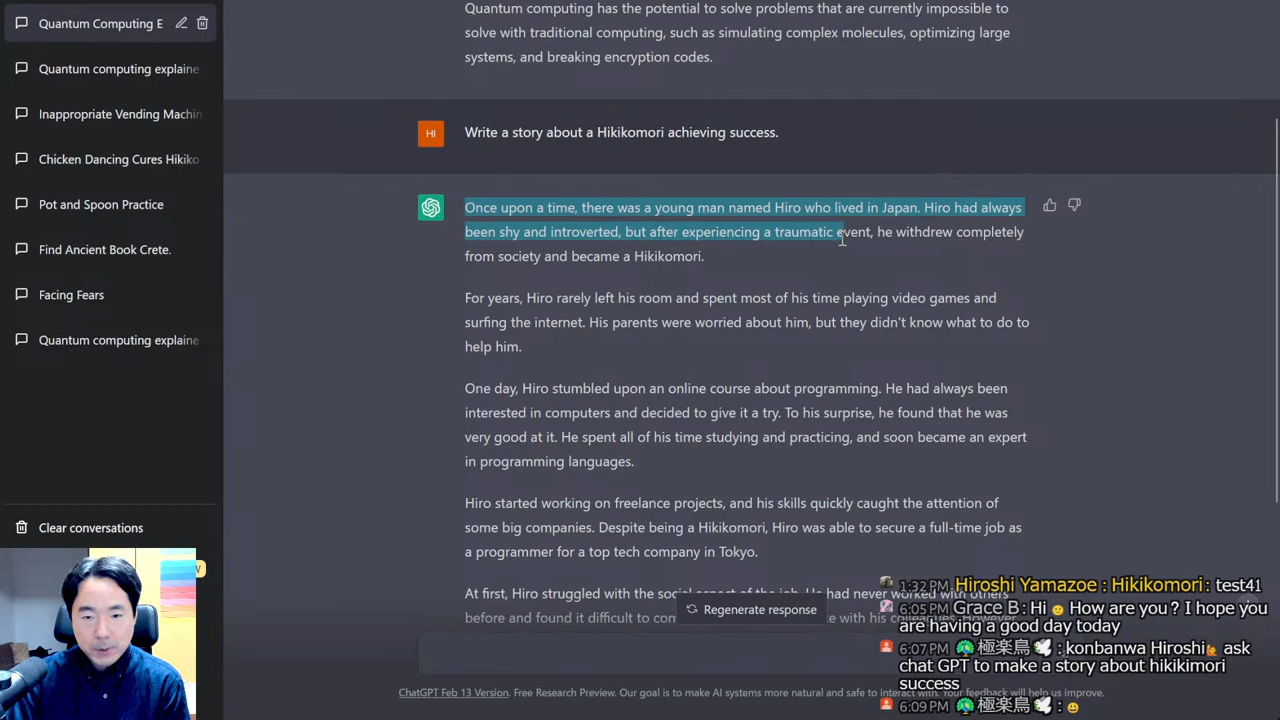 Quantum Computing E
Quantum computing explaine
Inappropriate Vending Machin
Chicken Dancing Cures Hikiko
Pot and Spoon Practice
Find Ancient Book Crete.
Facing Fears
Quantum computing explaine
Clear conversations
W
Quantum computing has the potential to solve problems that are currently impossible to
solve with traditional computing, such as simulating complex molecules, optimizing large
systems, and breaking encryption codes.
HI
Write a story about a Hikikomori achieving success.
Once upon a time, there was a young man named Hiro who lived in Japan. Hiro had always
been shy and introverted, but after experiencing a traumatic event, he withdrew completely
from society and became a Hikikomori.
For years, Hiro rarely left his room and spent most of his time playing video games and
surfing the internet. His parents were worried about him, but they didn't know what to do to
help him.
One day, Hiro stumbled upon an online course about programming. He had always been
interested in computers and decided to give it a try. To his surprise, he found that he was
very good at it. He spent all of his time studying and practicing, and soon became an expert
in programming languages.
Hiro started working on freelance projects, and his skills quickly caught the attention of
some big companies. Despite being a Hikikomori, Hiro was able to secure a full-time job as
a programmer for a top tech company in Tokyo.
At first, Hiro struggled with the social aspect of the job. He had never worked with others
before and found it difficult to com
te with his colleagues. However,
Regenerate response
ChatGPT Feb 13 Version. Free Research Preview. Our goal is to make AI systems more natural and safe to interact with. Your feedback will help us improve.
1:32 PM Hiroshi Yamazoe : Hikikomori : test41
6:05 PM Grace B : Hi 🙂 How are you? I hope you
are having a good day today
6:07 PM 🦚 極楽鳥 🕊 : konbanwa Hiroshi🙋 ask
chat GPT to make a story about hikikimori
success
6:09 PM 🦚 極楽鳥 🕊 : 😀